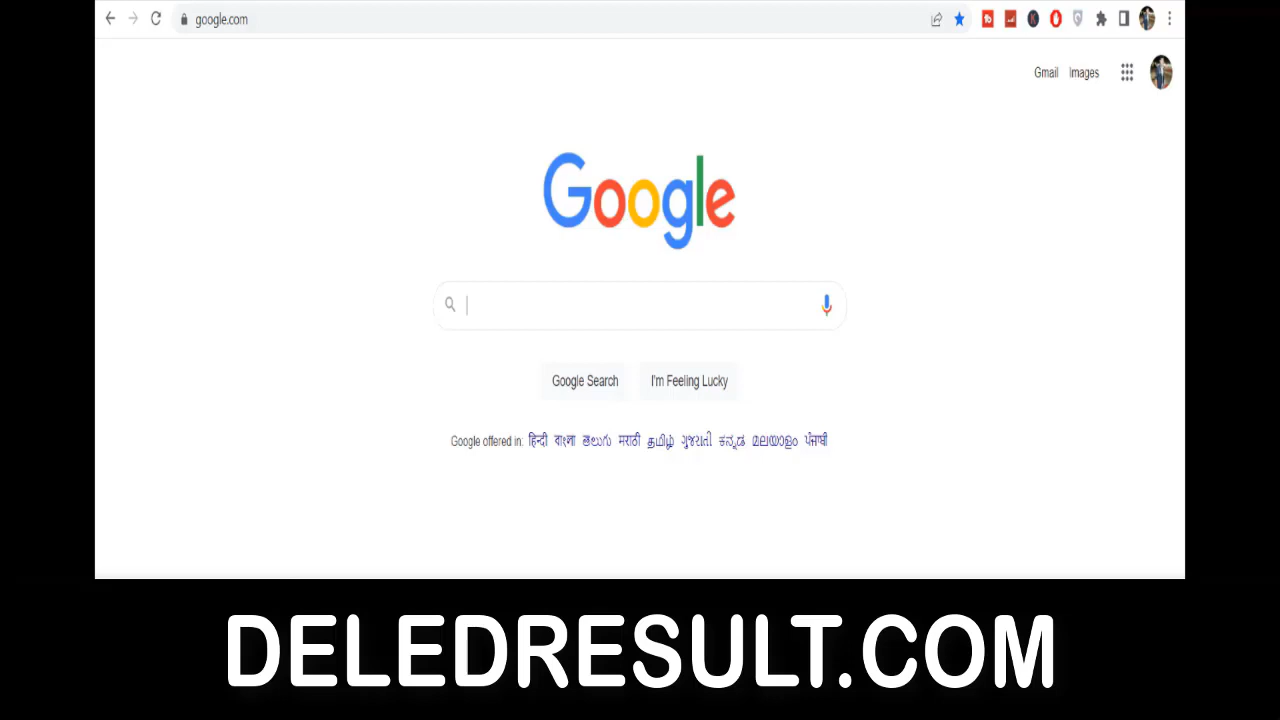 google.com
Gmail Images
Google
Google Search I'm Feeling Lucky
Google offered in: हिन्दी বাংলা తెలుగు मराठी தமிழ் ગુજરાતી ಕನ್ನಡ മലയാളം ਪੰਜਾਬੀ
DELEDRESULT.COM